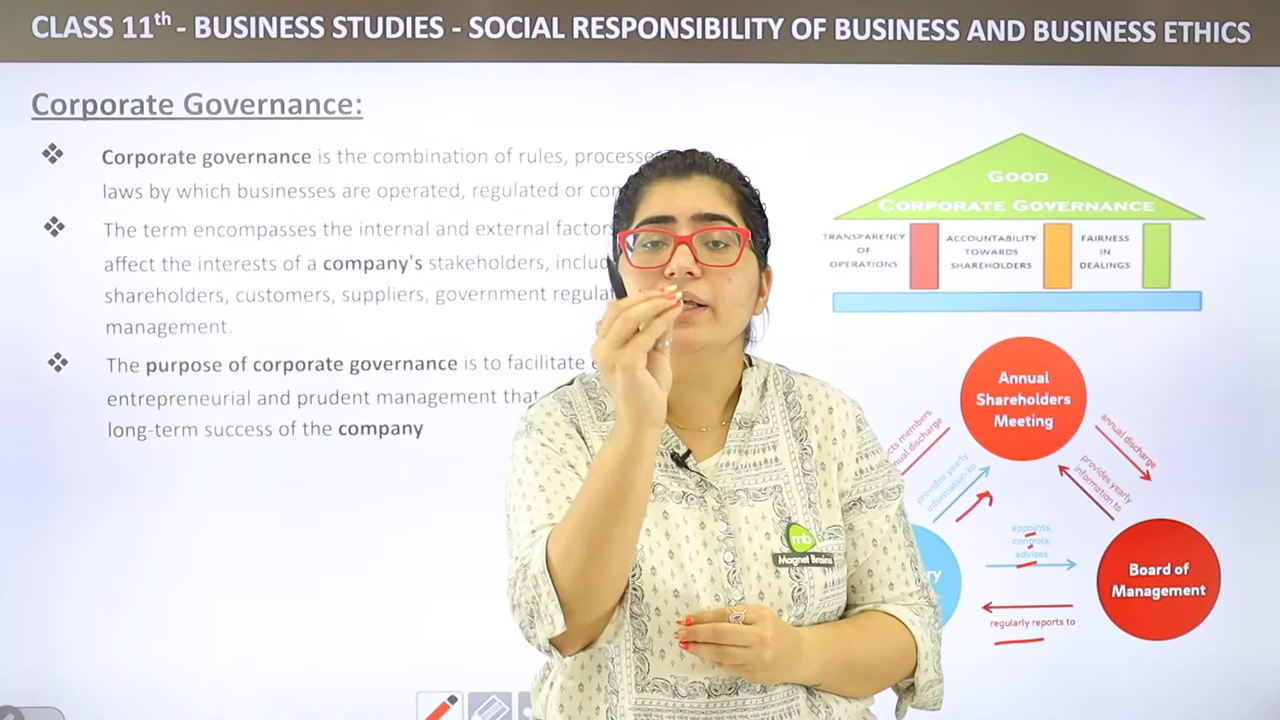 CLASS 11th - BUSINESS STUDIES - SOCIAL RESPONSIBILITY OF BUSINESS AND BUSINESS ETHICS
Corporate Governance:
Corporate governance is the combination of rules,
laws by which businesses are operated, regulated or
The term encompasses the internal and external
affect the interests of a company's stakeholders,
shareholders, customers, suppliers, government
management.
The purpose of corporate governance is to facilitate
entrepreneurial and prudent management that
long-term success of the company
GOOD
CORPORATE GOVERNANCE
TRANSPARENCY
OF
OPERATIONS
ACCOUNTABILITY
TOWARDS
SHAREHOLDERS
FAIRNESS
IN
DEALINGS
Annual
Shareholders
Meeting
members
discharge
provides yearly
information to
annual discharge
provides yearly
information to
appoints,
controls,
advises
Board of
Management
regularly reports to
mb
Magnet Brains